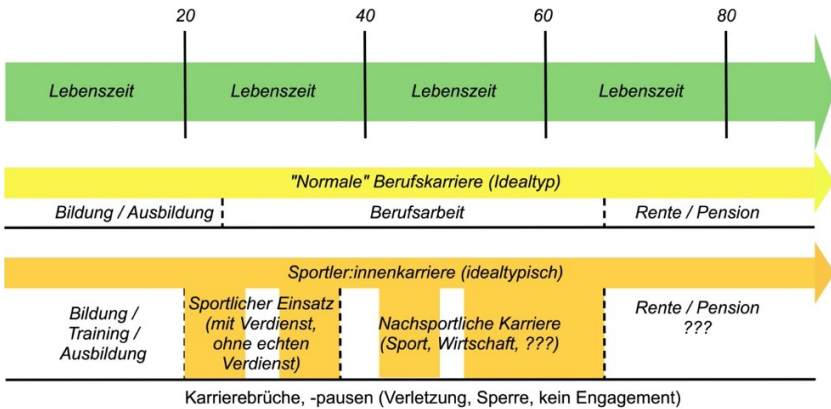 20 40 60 80
Lebenszeit Lebenszeit Lebenszeit Lebenszeit
"Normale" Berufskarriere (Idealtyp)
Bildung / Ausbildung Berufsarbeit Rente / Pension
Sportler:innenkarriere (idealtypisch)
Bildung /
Training /
Ausbildung
Sportlicher Einsatz
(mit Verdienst,
ohne echten
Verdienst)
Nachsportliche Karriere
(Sport, Wirtschaft, ???)
Rente / Pension
???
Karrierebrüche, -pausen (Verletzung, Sperre, kein Engagement)